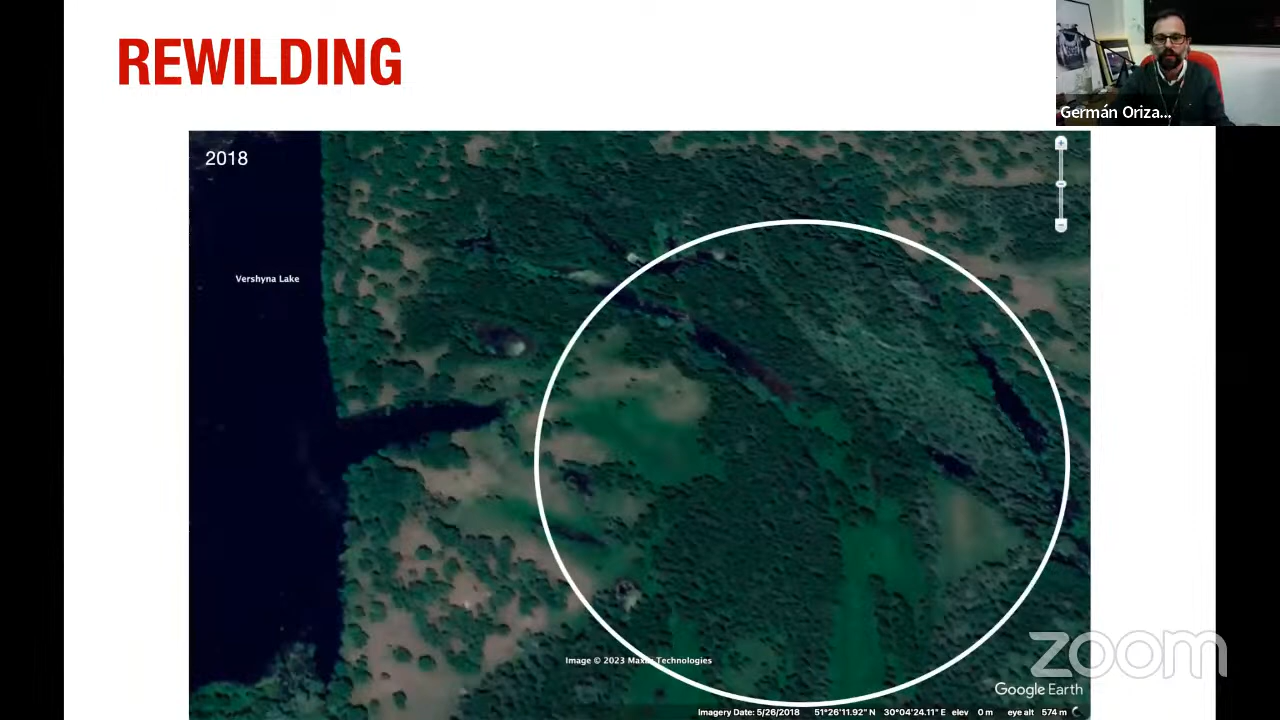 REWILDING
Germán Oriza...
2018
Vershyna Lake
Image © 2023 Maxar Technologies
zoom
Google Earth
Imagery Date: 5/26/2018 51°26'11.92" N 30°04'24.11" E elev 0 m eye alt 574 m